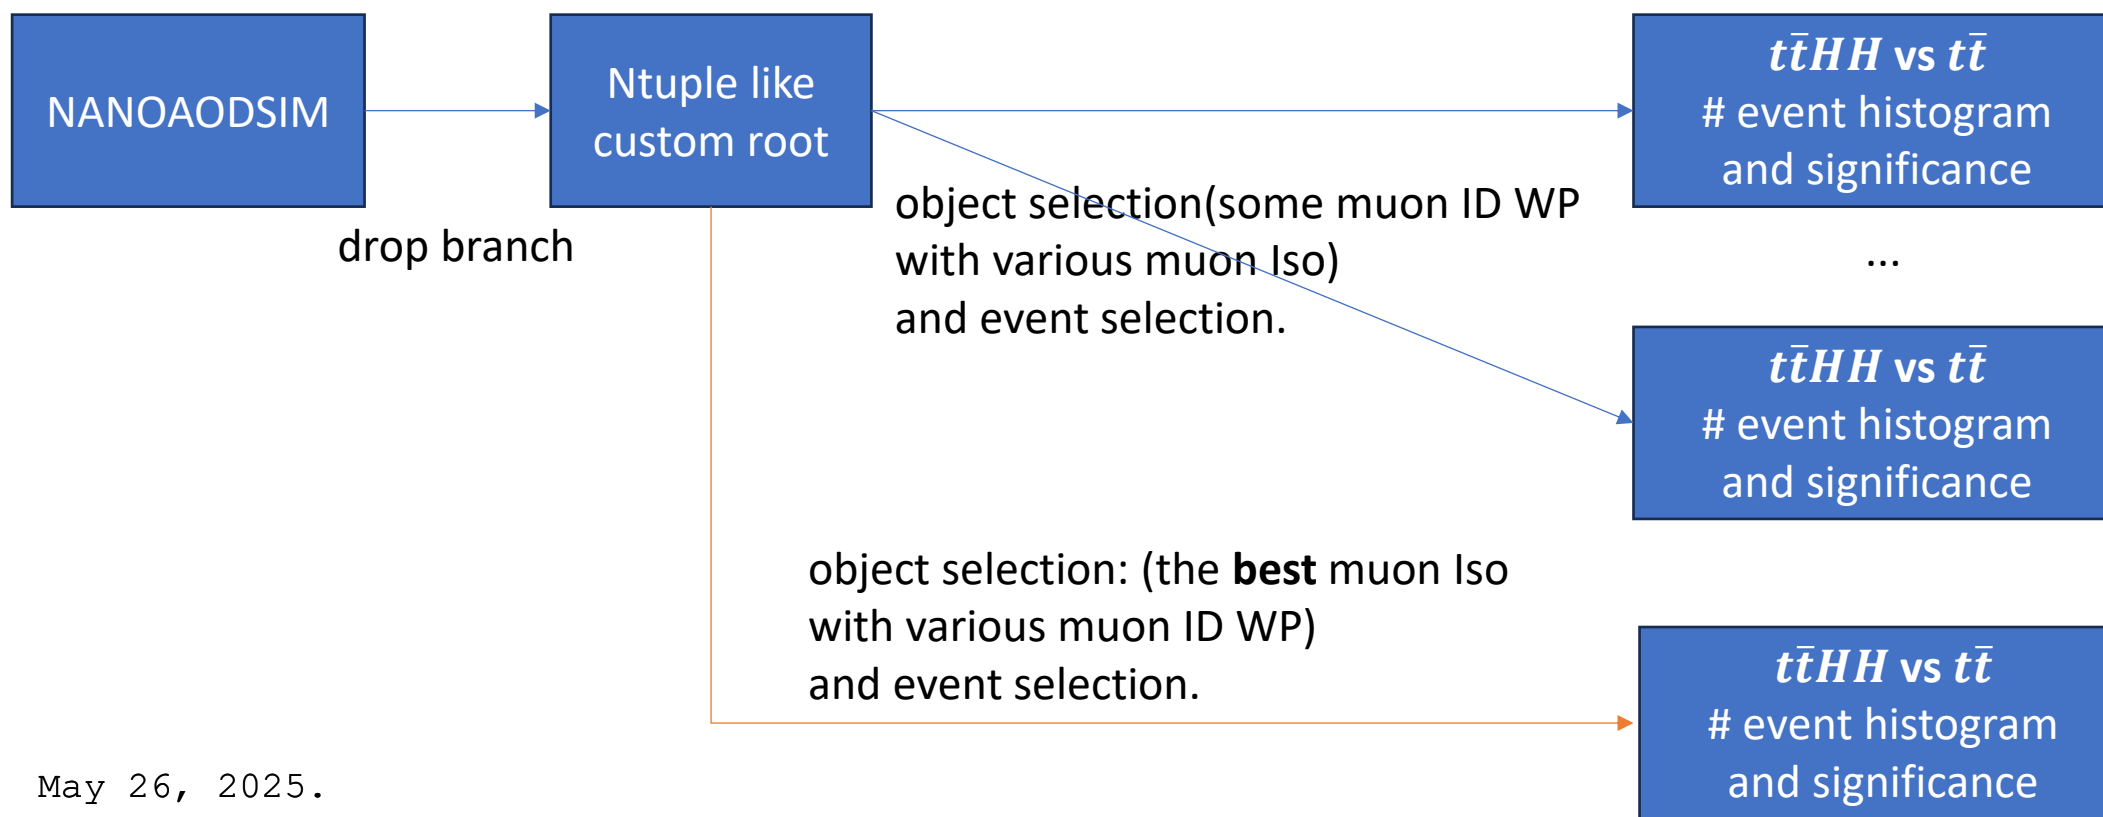 NANOAODSIM
drop branch
Ntuple like
custom root
object selection(some muon ID WP
with various muon Iso)
and event selection.
tt̄HH vs tt̄
# event histogram
and significance
...
tt̄HH vs tt̄
# event histogram
and significance
object selection: (the best muon Iso
with various muon ID WP)
and event selection.
tt̄HH vs tt̄
# event histogram
and significance
May 26, 2025.